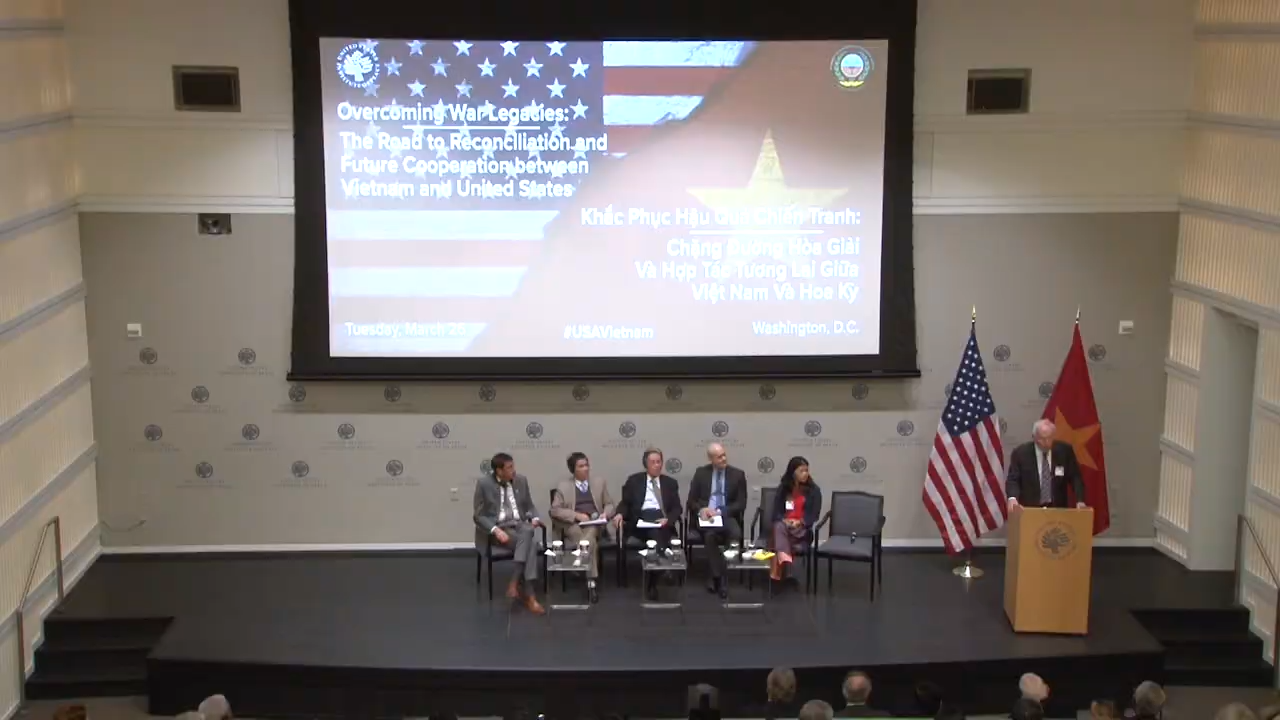 Overcoming War Legacies:
The Road to Reconciliation and
Future Cooperation between
Vietnam and United States
Khắc Phục Hậu Quả Chiến Tranh:
Chặng Đường Hòa Giải
Và Hợp Tác Tương Lai Giữa
Việt Nam Và Hoa Kỳ
Tuesday, March 26
#USAVietnam
Washington, D.C.